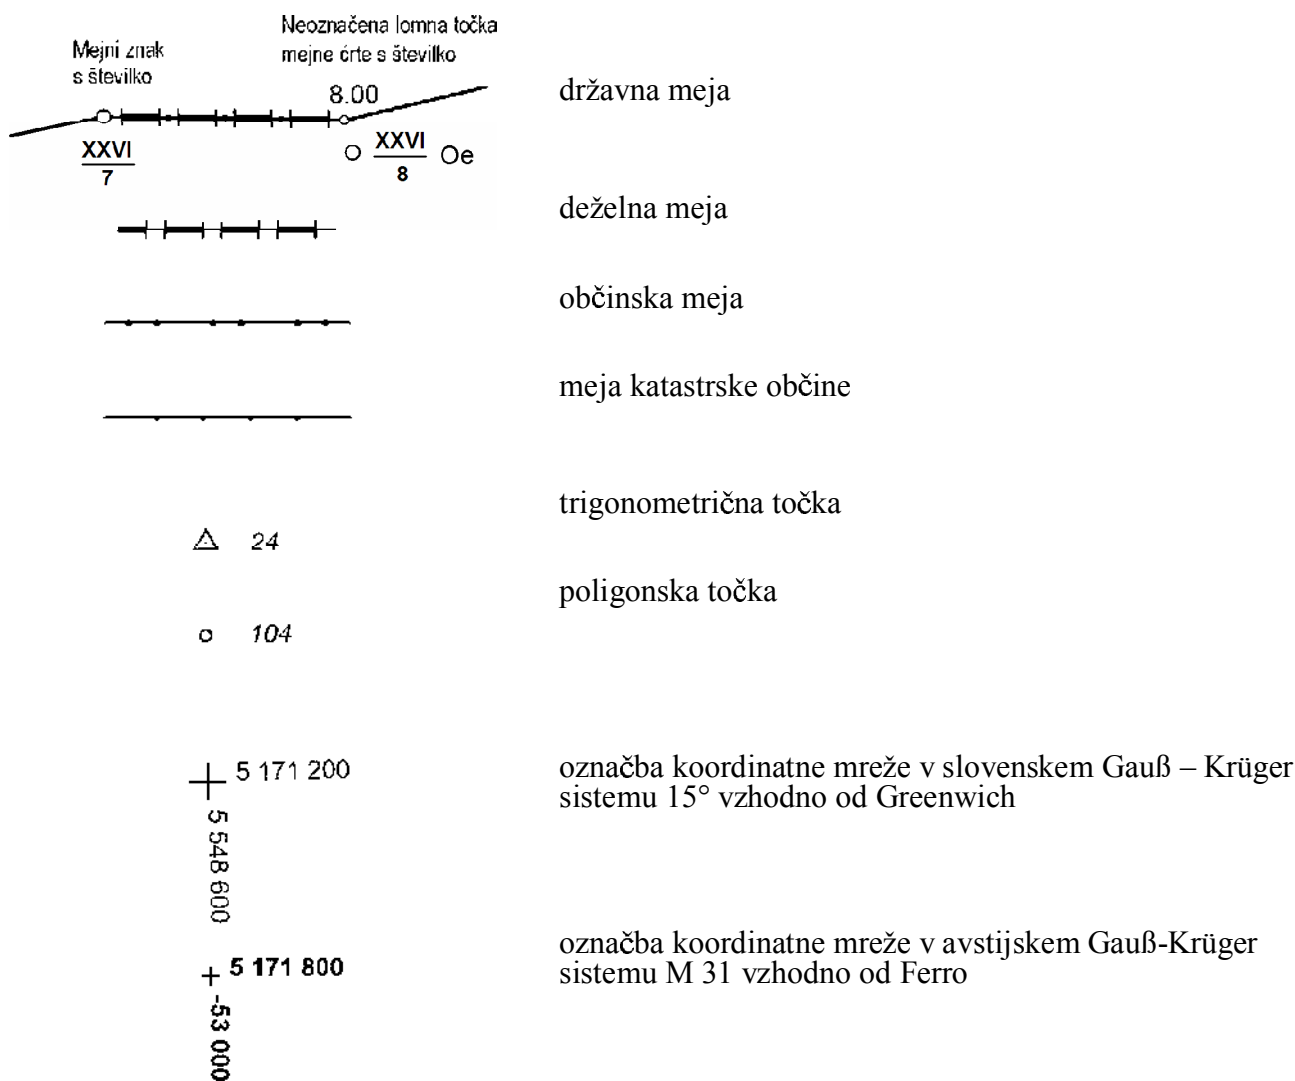 Neoznačena lomna točka
mejne črte s številko
Mejni znak
s številko
8.00
XXVI
7
XXVI
8
Oe
državna meja
deželna meja
občinska meja
meja katastrske občine
trigonometrična točka
24
poligonska točka
104
5 171 200
5 548 600
označba koordinatne mreže v slovenskem Gauß – Krüger
sistemu 15° vzhodno od Greenwich
5 171 800
-53 000
označba koordinatne mreže v avstijskem Gauß-Krüger
sistemu M 31 vzhodno od Ferro